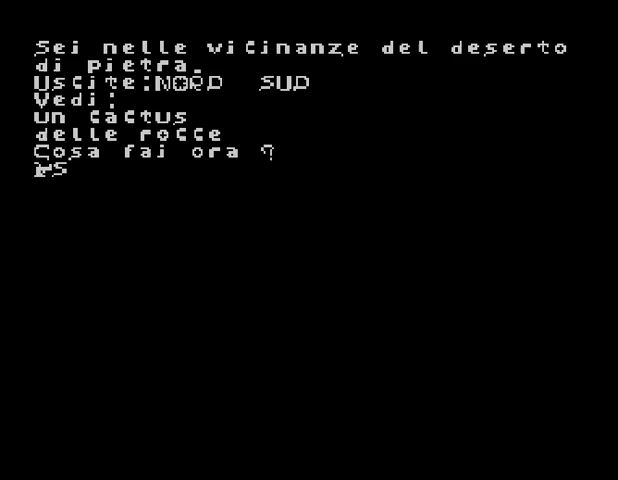 Sei nelle vicinanze del deserto
di pietra.
Uscite:NORD SUD
Vedi:
un cactus
delle rocce
Cosa fai ora ?
S